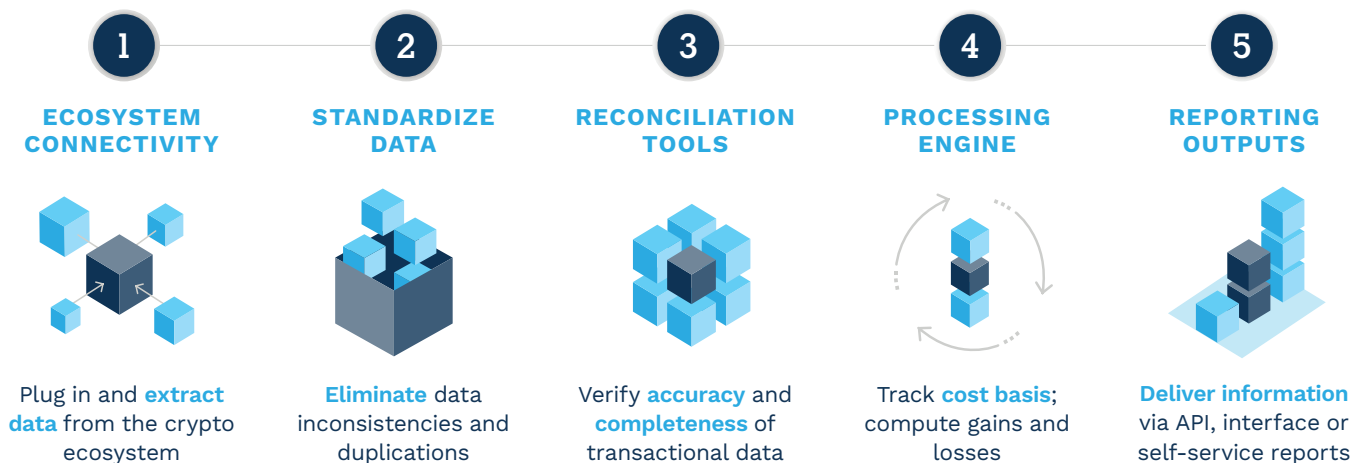 1
ECOSYSTEM
CONNECTIVITY
Plug in and extract
data from the crypto
ecosystem
2
STANDARDIZE
DATA
Eliminate data
inconsistencies and
duplications
3
RECONCILIATION
TOOLS
Verify accuracy and
completeness of
transactional data
4
PROCESSING
ENGINE
Track cost basis;
compute gains and
losses
5
REPORTING
OUTPUTS
Deliver information
via API, interface or
self-service reports